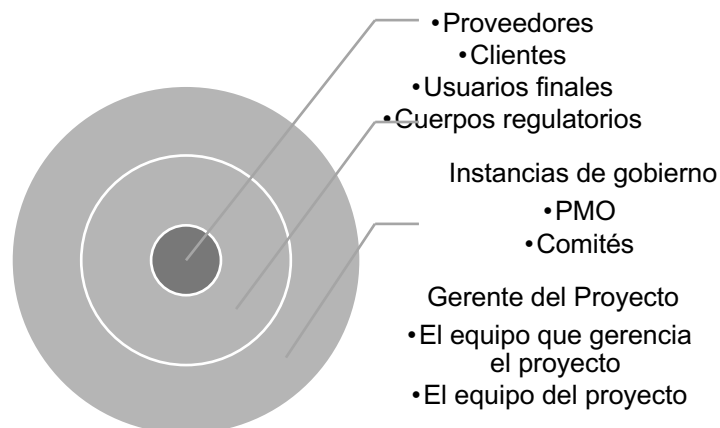 •Proveedores
•Clientes
•Usuarios finales
•Cuerpos regulatorios
Instancias de gobierno
•PMO
•Comités
Gerente del Proyecto
•El equipo que gerencia
el proyecto
•El equipo del proyecto